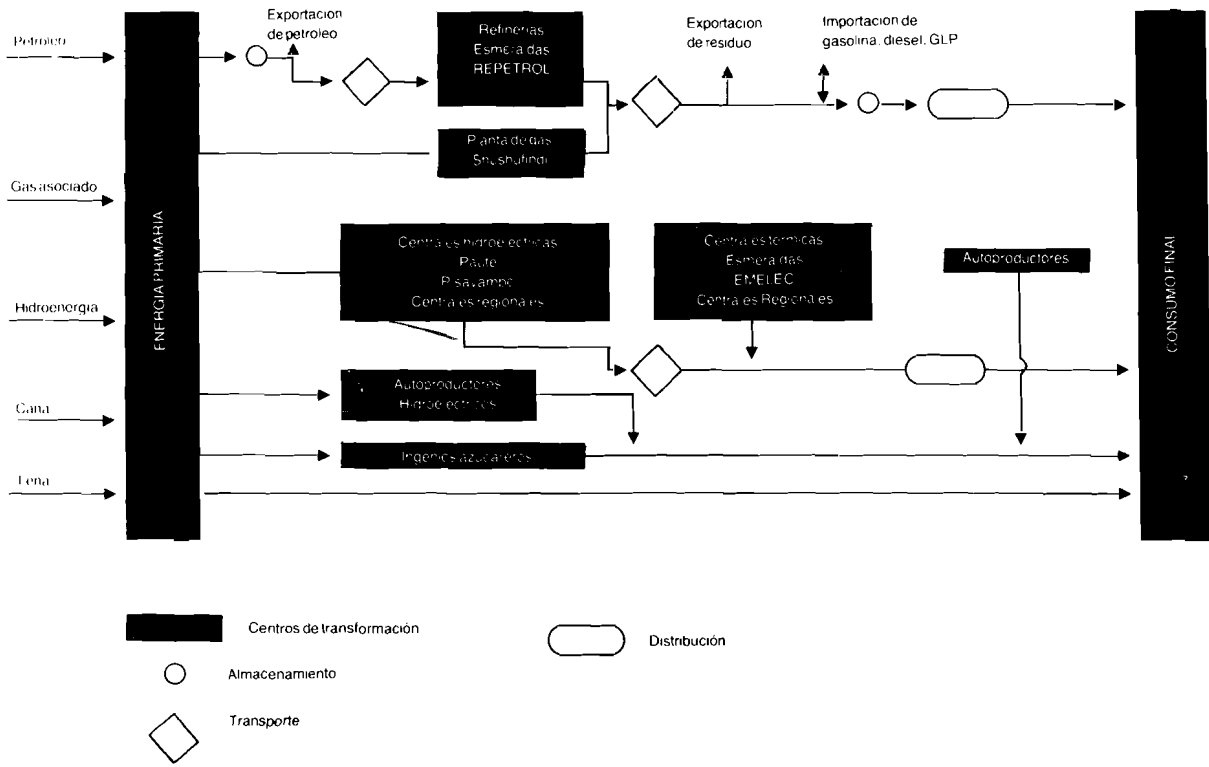 Petroleo
Exportacion
de petroleo
Refinerias
Esmeraldas
REPETROL
Exportacion
de residuo
Importacion de
gasolina, diesel, GLP
Planta de gas
Shushufindi
Gas asociado
ENERGIA PRIMARIA
Centrales hidroelectricas
Paute
Pisayambo
Centrales regionales
Centrales termicas
Esmeraldas
EMELEC
Centrales Regionales
Autoproductores
CONSUMO FINAL
Hidroenergia
Autoproductores
Hidroelectricos
Cana
Ingenios azucareros
Lena
Centros de transformación
Distribución
Almacenamiento
Transporte